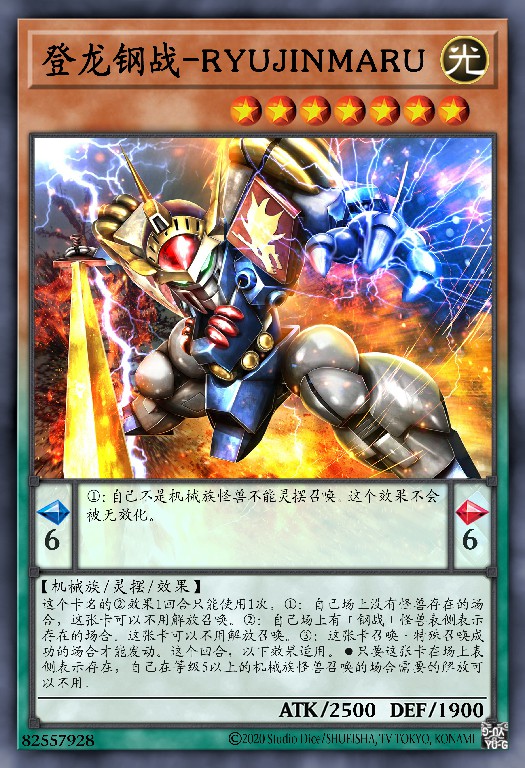 登龙钢战-RYUJINMARU
光
①: 自己不是机械族怪兽不能灵摆召唤。这个效果不会
被无效化。
6
6
【机械族/灵摆/效果】
这个卡名的②效果1回合只能使用1次。①: 自己场上没有怪兽存在的场
合, 这张卡可以不用解放召唤。②: 自己场上有「钢战」怪兽表侧表示
存在的场合, 这张卡可以不用解放召唤。③: 这张卡召唤·特殊召唤成
功的场合才能发动。这个回合, 以下效果适用。●只要这张卡在场上表
侧表示存在, 自己在等级5以上的机械族怪兽召唤的场合需要的解放可
以不用。
ATK/2500 DEF/1900
82557928
©2020 Studio Dice/SHUEISHA, TV TOKYO, KONAMI